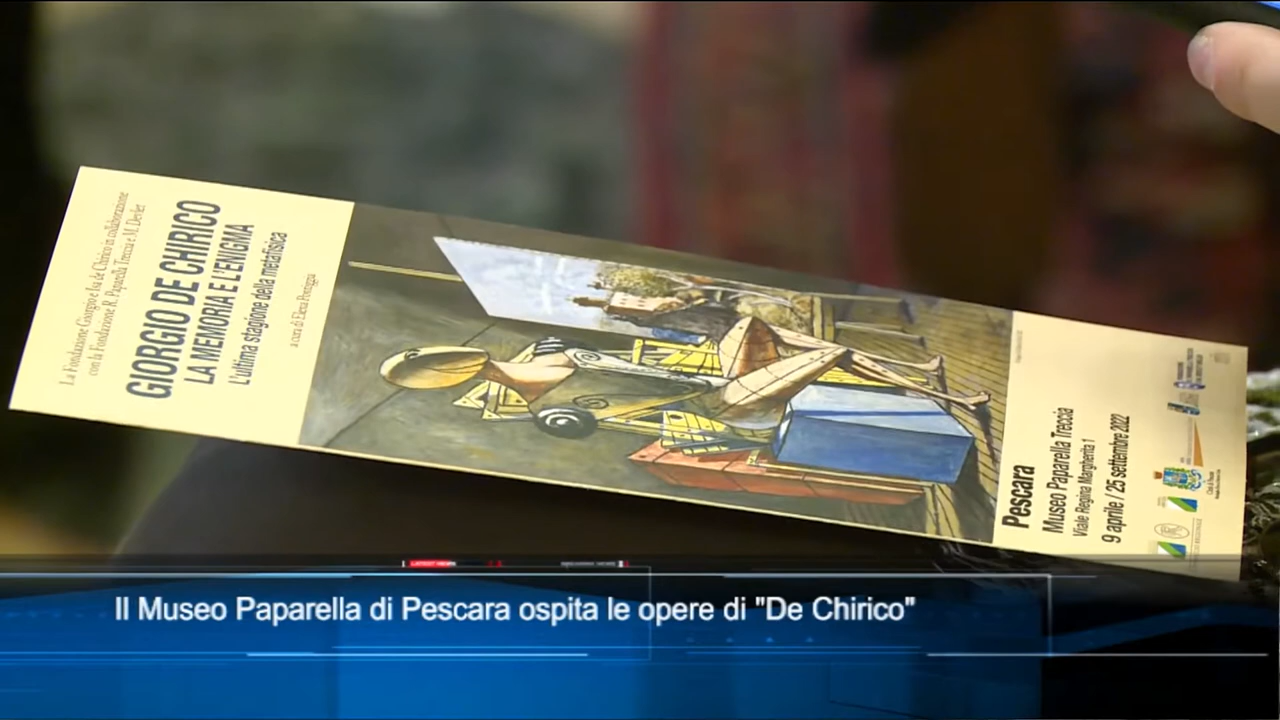 La Fondazione Giorgio e Isa de Chirico in collaborazione
con la Fondazione R. Paparella Treccia e M. Devlet
GIORGIO DE CHIRICO
LA MEMORIA E L'ENIGMA
L'ultima stagione della metafisica
a cura di Elena Pontiggia
Pescara
Museo Paparella Treccia
Viale Regina Margherita 1
9 aprile / 25 settembre 2022
LATEST NEWS
Il Museo Paparella di Pescara ospita le opere di "De Chirico"